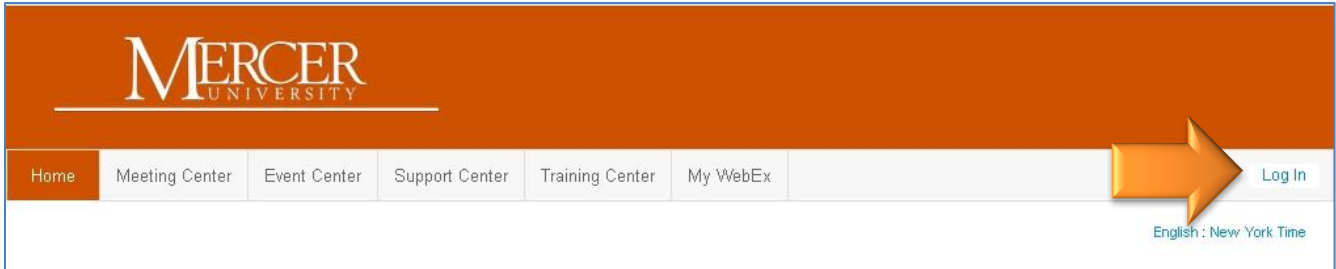 MERCER
UNIVERSITY
Home Meeting Center Event Center Support Center Training Center My WebEx Log In
English : New York Time